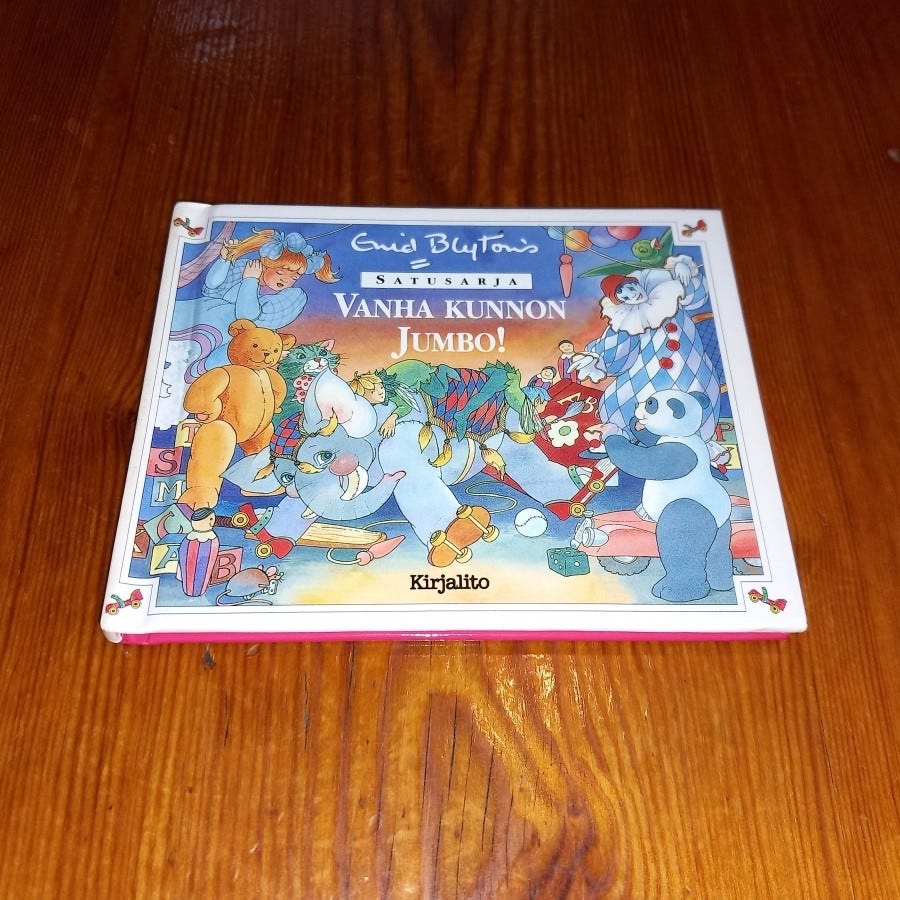 Enid Blyton's
SATUSARJA
VANHA KUNNON
JUMBO!
S
M
A
B
Kirjalito